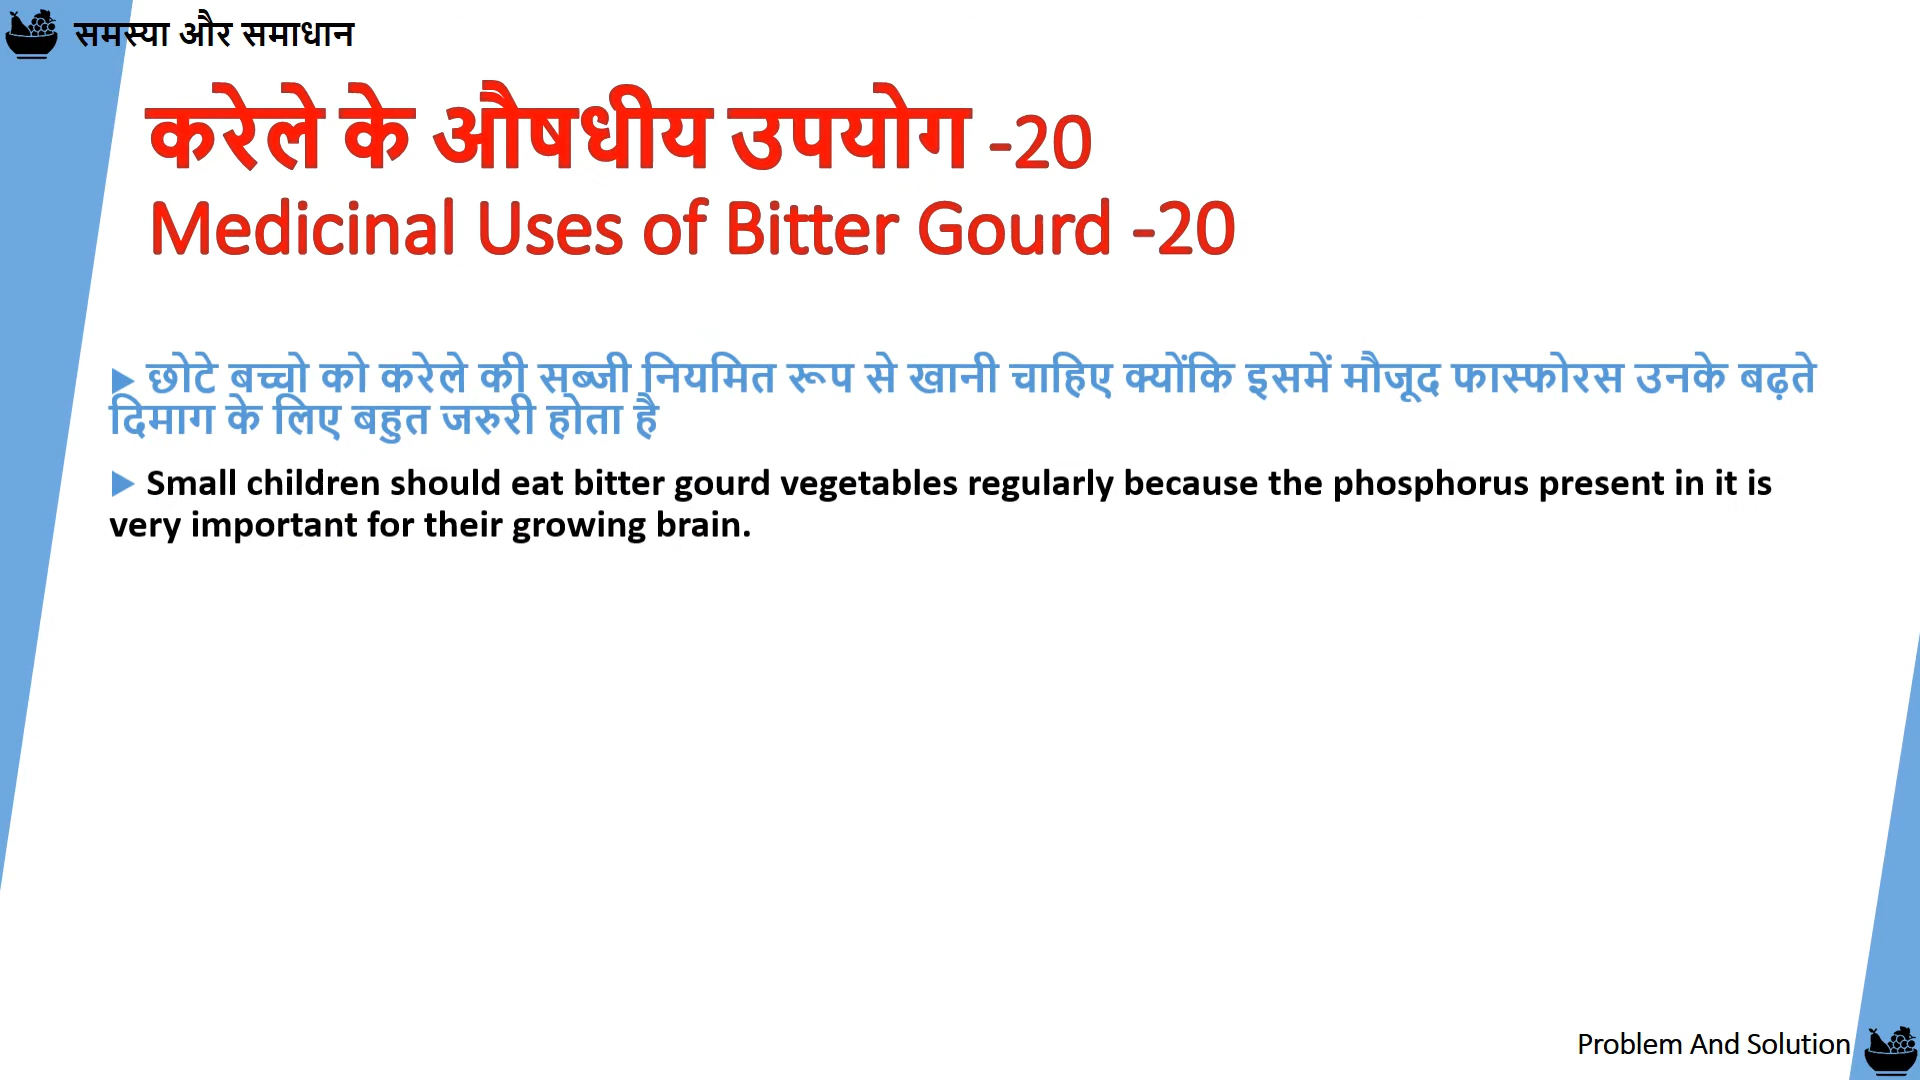 समस्या और समाधान
करेले के औषधीय उपयोग -20
Medicinal Uses of Bitter Gourd -20
छोटे बच्चो को करेले की सब्जी नियमित रूप से खानी चाहिए क्योंकि इसमें मौजूद फास्फोरस उनके बढ़ते
दिमाग के लिए बहुत जरुरी होता है
Small children should eat bitter gourd vegetables regularly because the phosphorus present in it is
very important for their growing brain.
Problem And Solution